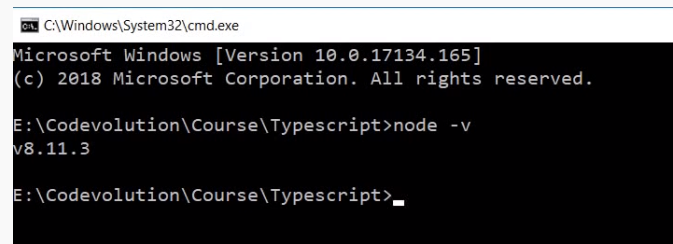 C:\Windows\System32\cmd.exe
Microsoft Windows [Version 10.0.17134.165]
(c) 2018 Microsoft Corporation. All rights reserved.
E:\Codevolution\Course\Typescript>node -v
v8.11.3
E:\Codevolution\Course\Typescript>